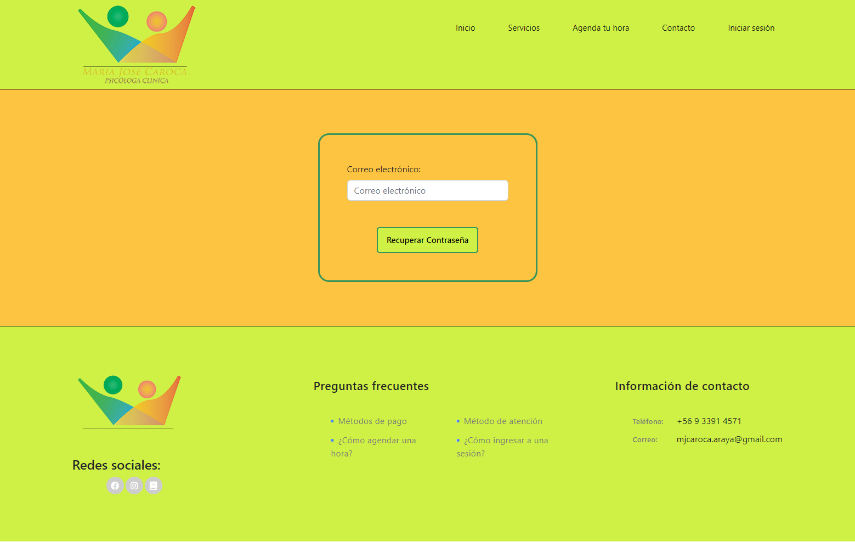 Inicio
Servicios
Agenda tu hora
Contacto
Iniciar sesión
MARIA JOSE CAROCA
PSICÓLOGA CLÍNICA
Correo electrónico:
Correo electrónico
Recuperar Contraseña
Preguntas frecuentes
Métodos de pago
¿Cómo agendar una
hora?
Método de atención
¿Cómo ingresar a una
sesión?
Información de contacto
Teléfono: +56 9 3391 4571
Correo: mjcaroca.araya@gmail.com
Redes sociales: